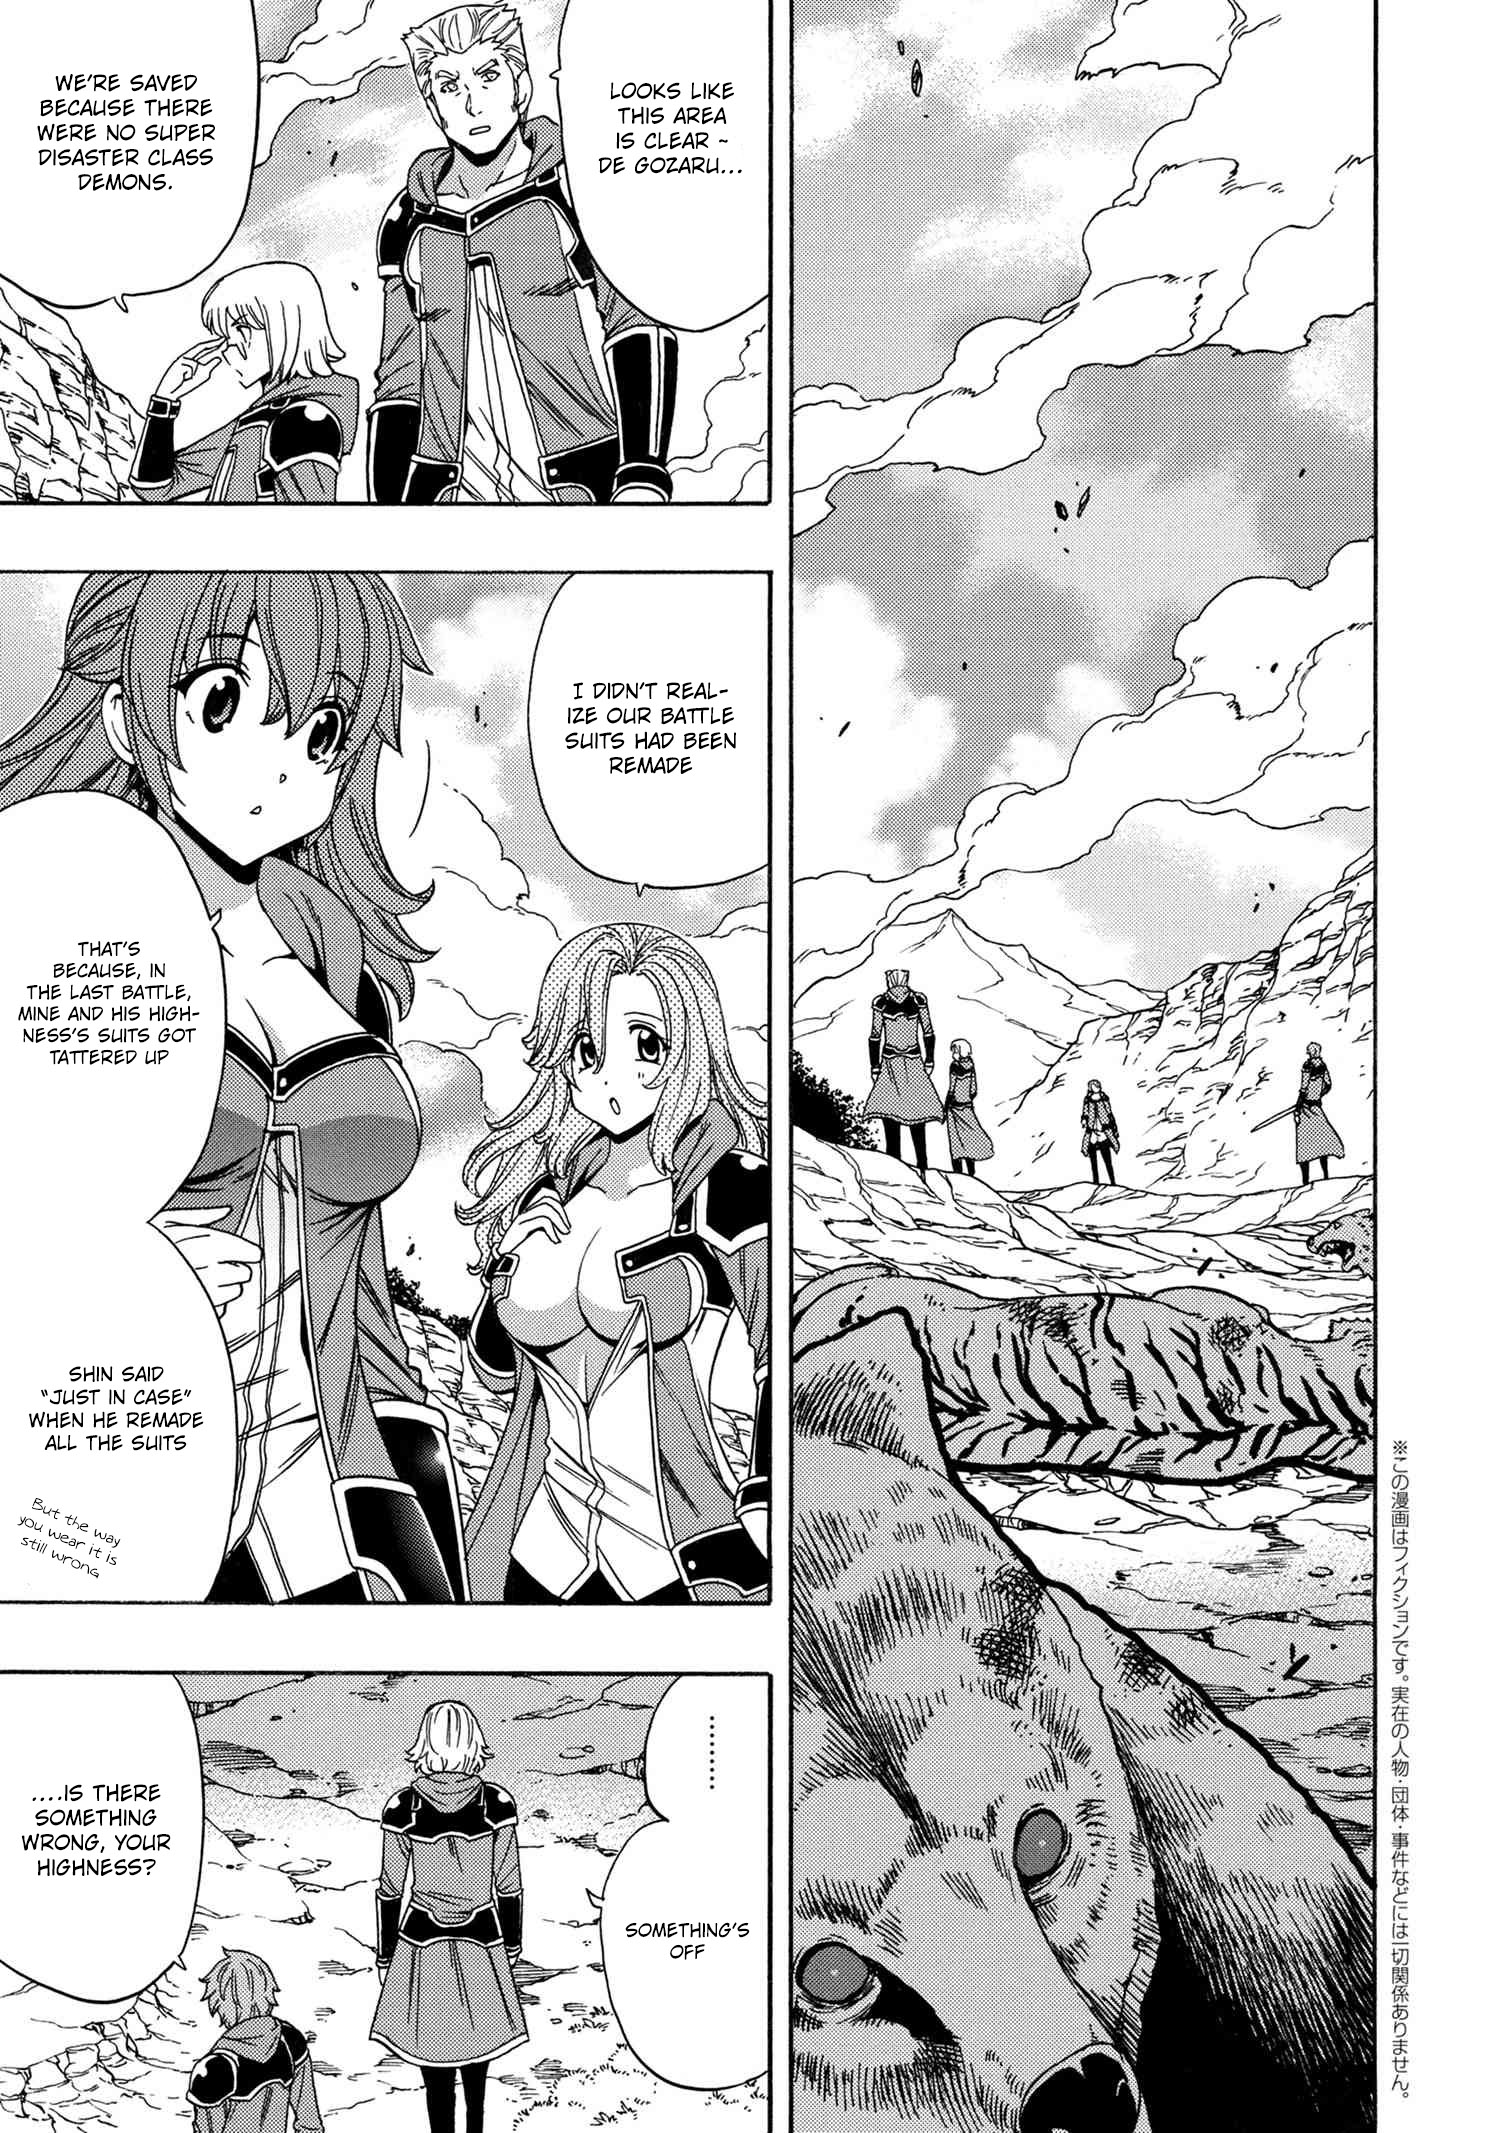 LOOKS LIKE
THIS AREA
IS CLEAR ~
DE GOZARU...
WE'RE SAVED
BECAUSE THERE
WERE NO SUPER
DISASTER CLASS
DEMONS.
I DIDN'T REAL-
IZE OUR BATTLE
SUITS HAD BEEN
REMADE
THAT'S
BECAUSE, IN
THE LAST BATTLE,
MINE AND HIS HIGH-
NESS'S SUITS GOT
TATTERED UP
SHIN SAID
"JUST IN CASE"
WHEN HE REMADE
ALL THE SUITS
But the way
you wear it is
still wrong
.........
SOMETHING'S
OFF
....IS THERE
SOMETHING
WRONG, YOUR
HIGHNESS?
※この漫画はフィクションです。実在の人物・団体・事件などには一切関係ありません。